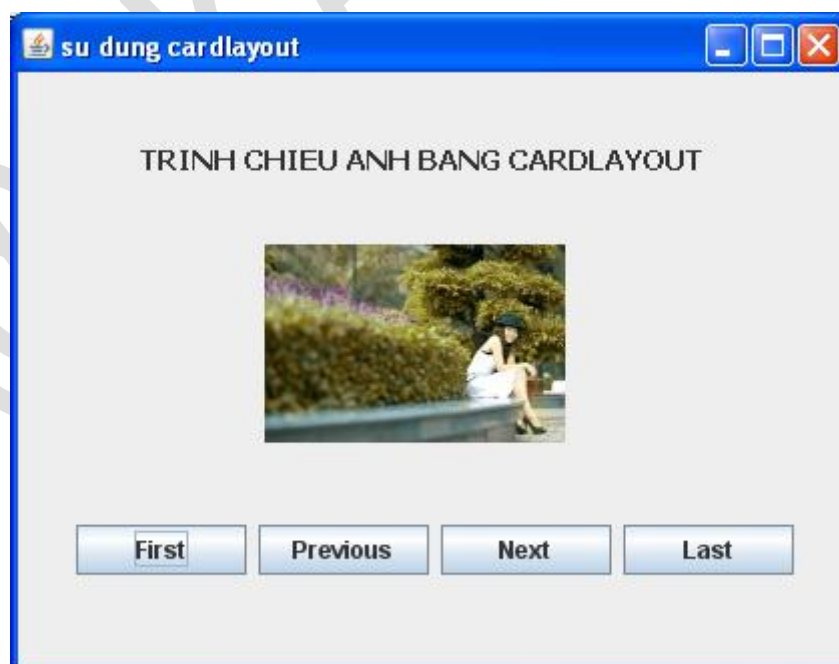 su dung cardlayout
TRINH CHIEU ANH BANG CARDLAYOUT
First Previous Next Last